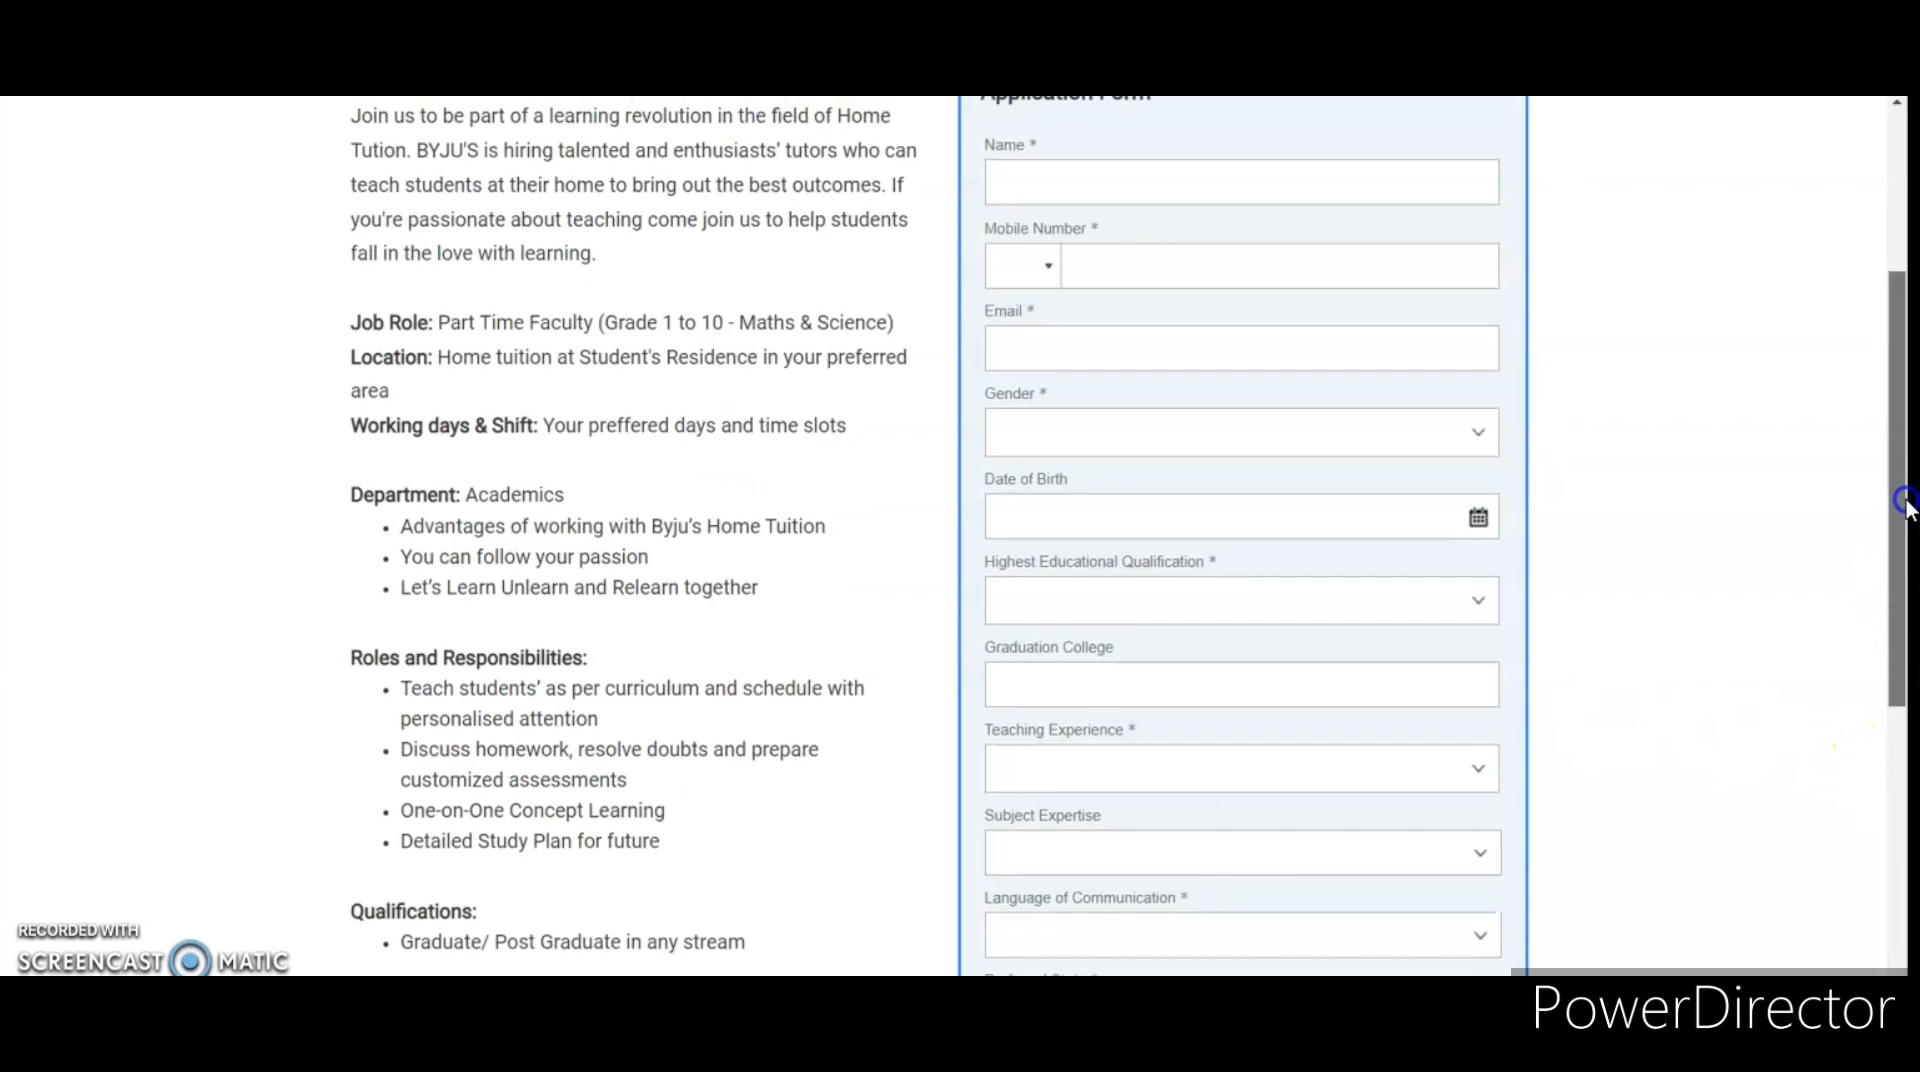 Join us to be part of a learning revolution in the field of Home
Tution. BYJU'S is hiring talented and enthusiasts’ tutors who can
teach students at their home to bring out the best outcomes. If
you're passionate about teaching come join us to help students
fall in the love with learning.
Job Role: Part Time Faculty (Grade 1 to 10 - Maths & Science)
Location: Home tuition at Student's Residence in your preferred
area
Working days & Shift: Your preffered days and time slots
Department: Academics
• Advantages of working with Byju’s Home Tuition
• You can follow your passion
• Let’s Learn Unlearn and Relearn together
Roles and Responsibilities:
• Teach students’ as per curriculum and schedule with
personalised attention
• Discuss homework, resolve doubts and prepare
customized assessments
• One-on-One Concept Learning
• Detailed Study Plan for future
Qualifications:
• Graduate/ Post Graduate in any stream
Application Form
Name *
Mobile Number *
Email *
Gender *
Date of Birth
Highest Educational Qualification *
Graduation College
Teaching Experience *
Subject Expertise
Language of Communication *
RECORDED WITH
SCREENCAST MATIC
PowerDirector